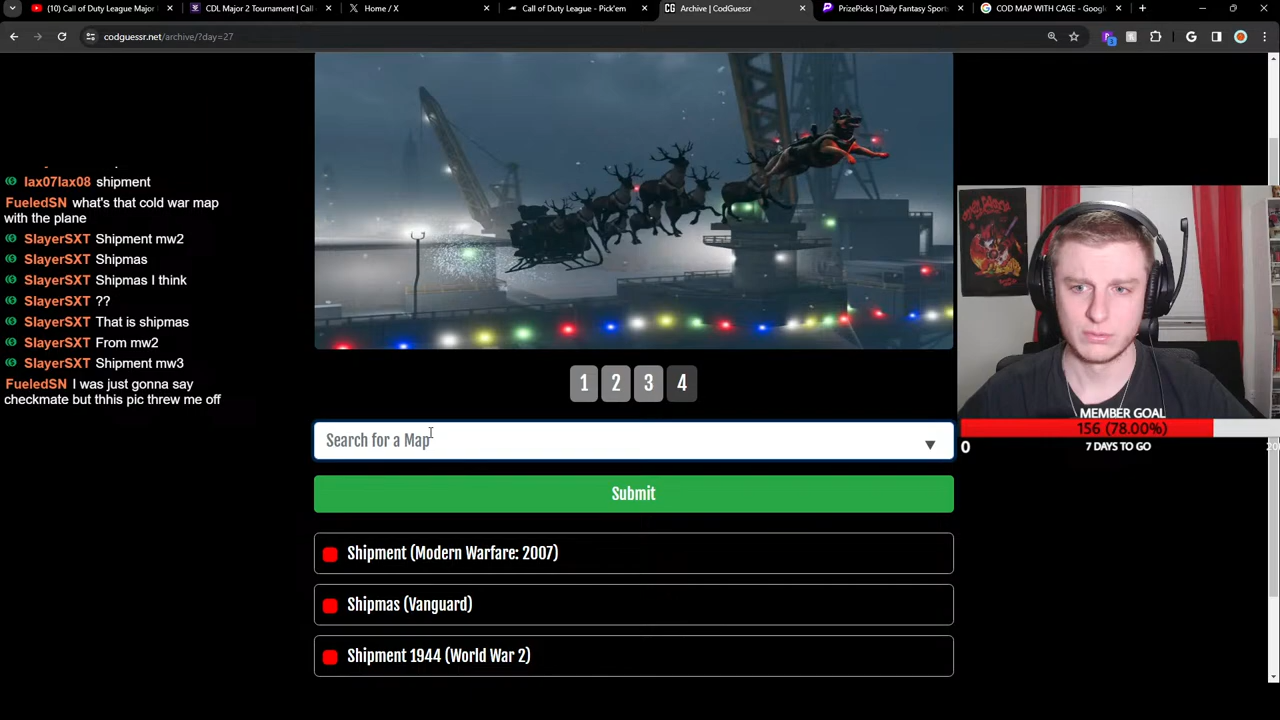 (10) Call of Duty League Major
CDL Major 2 Tournament | Call
Home / X
Call of Duty League - Pick'em
CG Archive | CodGuessr
PrizePicks | Daily Fantasy Sports
COD MAP WITH CAGE - Google
codguessr.net/archive/?day=27
lax07lax08 shipment
FueledSN what's that cold war map
with the plane
SlayerSXT Shipment mw2
SlayerSXT Shipmas
SlayerSXT Shipmas I think
SlayerSXT ??
SlayerSXT That is shipmas
SlayerSXT From mw2
SlayerSXT Shipment mw3
FueledSN I was just gonna say
checkmate but thhis pic threw me off
1 2 3 4
Search for a Map
Submit
Shipment (Modern Warfare: 2007)
Shipmas (Vanguard)
Shipment 1944 (World War 2)
MEMBER GOAL
156 (78.00%)
0
7 DAYS TO GO